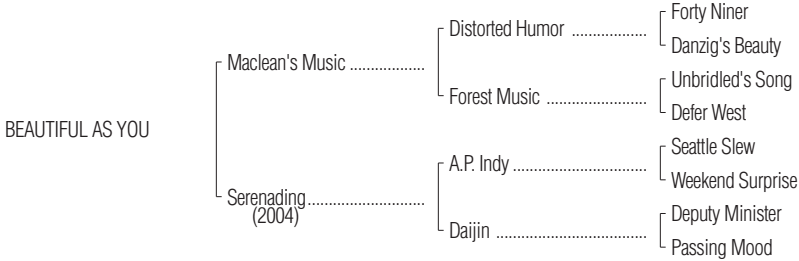 Forty Niner
Distorted Humor ..................
Danzig's Beauty
Maclean's Music ..................
Unbridled's Song
Forest Music ........................
Defer West
BEAUTIFUL AS YOU
Seattle Slew
A.P. Indy ................................
Weekend Surprise
Serenading............................
(2004)
Deputy Minister
Daijin ....................................
Passing Mood